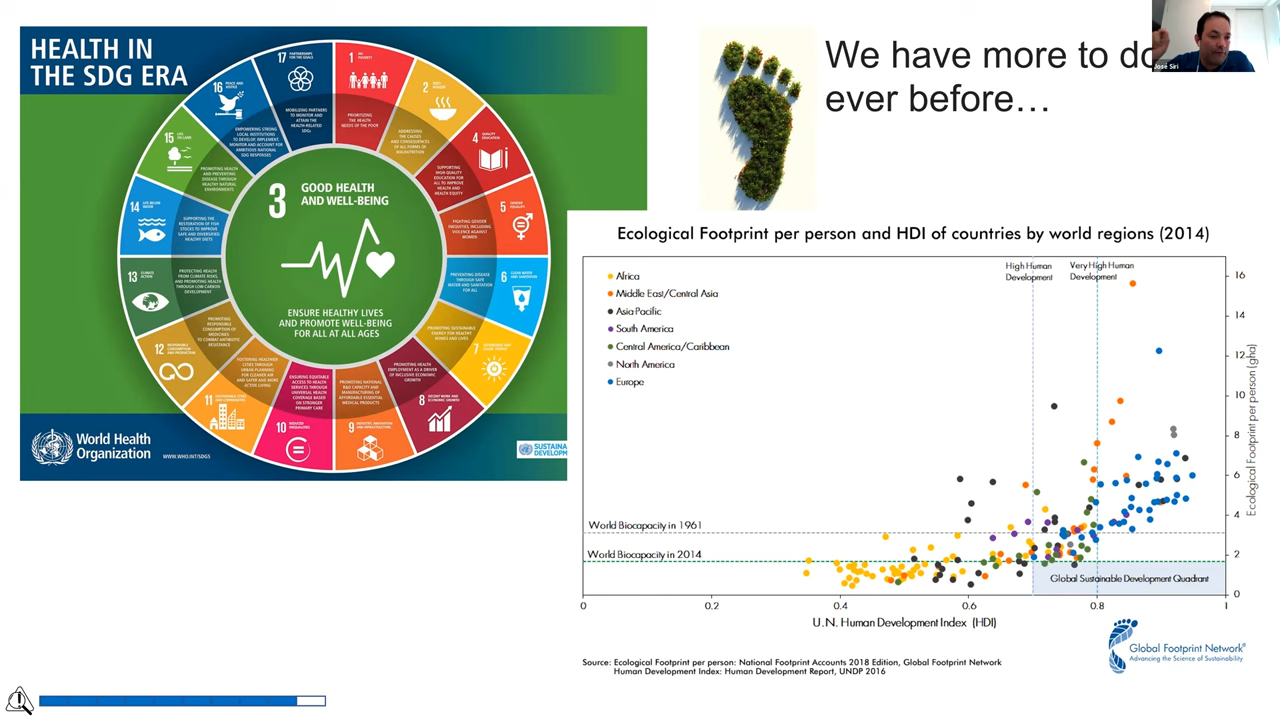 HEALTH IN
THE SDG ERA
17 PARTNERSHIPS
FOR THE GOALS
MOBILIZING PARTNERS
TO MONITOR AND
ATTAIN THE
HEALTH-RELATED
SDGs
1 NO
POVERTY
PRIORITIZING
THE HEALTH
NEEDS OF THE POOR
2
ADDRESSING
THE CAUSES
AND CONSEQUENCES
OF ALL FORMS OF
MALNUTRITION
4 QUALITY
EDUCATION
SUPPORTING
HIGH QUALITY
EDUCATION FOR
ALL TO IMPROVE
HEALTH AND
HEALTH EQUITY
5 GENDER
EQUALITY
FIGHTING GENDER
INEQUITIES, INCLUDING
VIOLENCE AGAINST
WOMEN
6 CLEAN WATER
AND SANITATION
PREVENTING DISEASE
THROUGH SAFE
WATER AND SANITATION
FOR ALL
7
PROMOTING SUSTAINABLE
ENERGY FOR HEALTHY
HOMES AND LIVES
8 DECENT WORK AND
ECONOMIC GROWTH
PROMOTING HEALTH
EMPLOYMENT AS A DRIVER
OF INCLUSIVE ECONOMIC
GROWTH
9 INDUSTRY, INNOVATION
AND INFRASTRUCTURE
PROMOTING NATIONAL
R&D CAPACITY AND
MANUFACTURING OF
AFFORDABLE ESSENTIAL
MEDICAL PRODUCTS
10 REDUCED
INEQUALITIES
ENSURING EQUITABLE
ACCESS TO HEALTH
SERVICES THROUGH
UNIVERSAL HEALTH
COVERAGE BASED
ON STRONGER
PRIMARY CARE
11 SUSTAINABLE CITIES
AND COMMUNITIES
FOSTERING HEALTHIER
CITIES THROUGH
URBAN PLANNING
FOR CLEANER AIR
AND SAFER AND MORE
ACTIVE LIVING
12 RESPONSIBLE
CONSUMPTION
AND PRODUCTION
PROMOTING
RESPONSIBLE
CONSUMPTION OF
MEDICINES
TO COMBAT ANTIBIOTIC
RESISTANCE
13 CLIMATE
ACTION
PROTECTING HEALTH
FROM CLIMATE RISKS,
AND PROMOTING HEALTH
THROUGH LOW-CARBON
DEVELOPMENT
14 LIFE BELOW
WATER
SUPPORTING THE
RESTORATION OF FISH
STOCKS TO IMPROVE
SAFE AND DIVERSIFIED
HEALTHY DIETS
15 LIFE
ON LAND
PROMOTING HEALTH
AND PREVENTING
DISEASE THROUGH
HEALTHY NATURAL
ENVIRONMENTS
16 PEACE AND
JUSTICE
EMPOWERING STRONG
LOCAL INSTITUTIONS
TO DEVELOP, IMPLEMENT,
MONITOR AND ACCOUNT FOR
AMBITIOUS NATIONAL
SDG RESPONSES
3 GOOD HEALTH
AND WELL-BEING
ENSURE HEALTHY LIVES
AND PROMOTE WELL-BEING
FOR ALL AT ALL AGES
World Health
Organization
WWW.WHO.INT/SDGS
SUSTAINA
DEVELOPM
We have more to do
ever before…
José Siri
Ecological Footprint per person and HDI of countries by world regions (2014)
Africa
Middle East/Central Asia
Asia Pacific
South America
Central America/Caribbean
North America
Europe
High Human
Development
Very High Human
Development
World Biocapacity in 1961
World Biocapacity in 2014
Global Sustainable Development Quadrant
16
14
12
10
8
6
4
2
0
Ecological Footprint per person (gha)
0 0.2 0.4 0.6 0.8 1
U.N. Human Development Index (HDI)
Source: Ecological Footprint per person: National Footprint Accounts 2018 Edition, Global Footprint Network
Human Development Index: Human Development Report, UNDP 2016
Global Footprint Network®
Advancing the Science of Sustainability